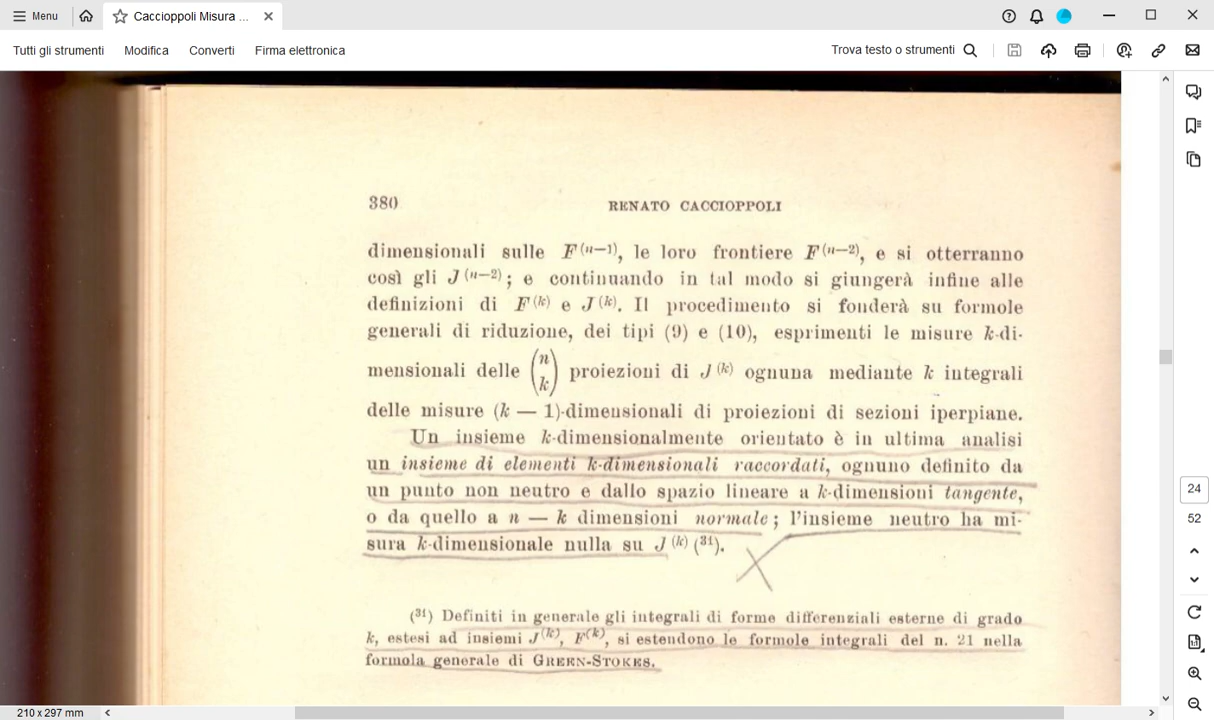 Menu
Caccioppoli Misura ...
Tutti gli strumenti Modifica Converti Firma elettronica Trova testo o strumenti
380 RENATO CACCIOPPOLI
dimensionali sulle F(n—1), le loro frontiere F(n—2), e si otterranno
così gli J(n—2); e continuando in tal modo si giungerà infine alle
definizioni di F(k) e J(k). Il procedimento si fonderà su formole
generali di riduzione, dei tipi (9) e (10), esprimenti le misure k-di-
mensionali delle (n k) proiezioni di J(k) ognuna mediante k integrali
delle misure (k — 1)-dimensionali di proiezioni di sezioni iperpiane.
Un insieme k-dimensionalmente orientato è in ultima analisi
un insieme di elementi k-dimensionali raccordati, ognuno definito da
un punto non neutro e dallo spazio lineare a k-dimensioni tangente,
o da quello a n — k dimensioni normale; l'insieme neutro ha mi-
sura k-dimensionale nulla su J(k) (31).
(31) Definiti in generale gli integrali di forme differenziali esterne di grado
k, estesi ad insiemi J(k), F(k), si estendono le formole integrali del n. 21 nella
formola generale di GREEN-STOKES.
24
52
210 x 297 mm